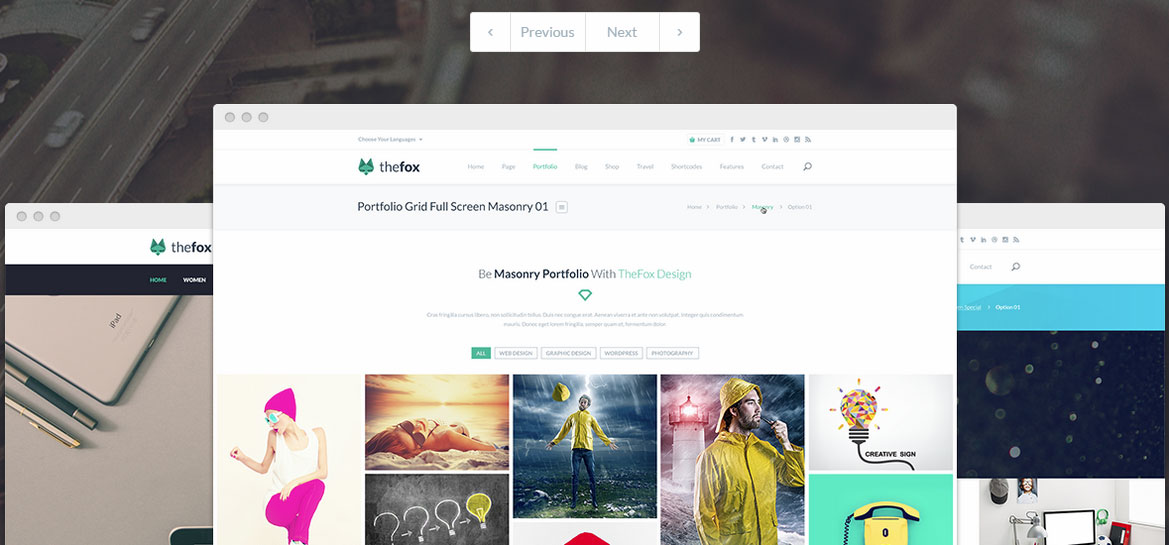 Previous
Next
Choose Your Languages
MY CART
thefox
Home
Page
Portfolio
Blog
Shop
Travel
Shortcodes
Features
Contact
Portfolio Grid Full Screen Masonry 01
Home
Portfolio
Masonry
Option 01
Be Masonry Portfolio With TheFox Design
Cras fringilla cursus libero, non sollicitudin tellus. Duis nec congue erat. Aenean viverra et ante non volutpat. Integer quis condimentum
mauris. Donec eget lorem fringilla, semper quam et, fermentum dolor.
ALL
WEB DESIGN
GRAPHIC DESIGN
WORDPRESS
PHOTOGRAPHY
CREATIVE SIGN
thefox
HOME
WOMEN
iPad
Contact
Special
Option 01